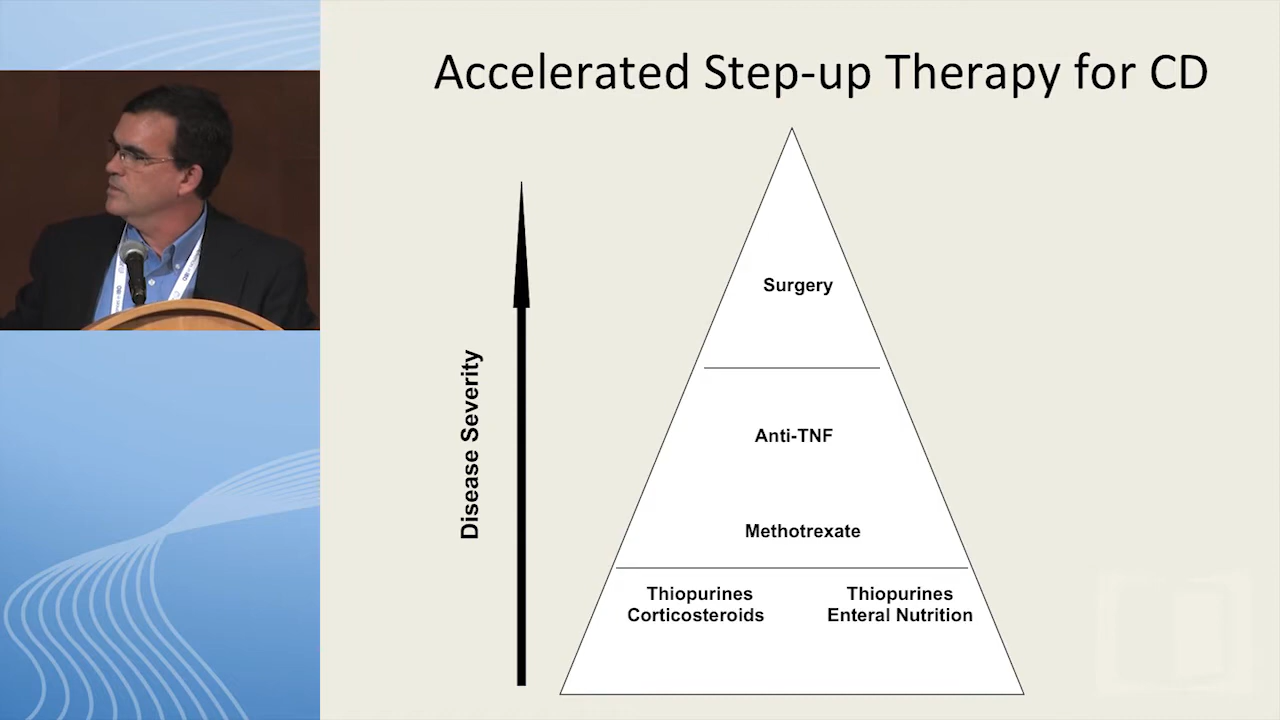 Accelerated Step-up Therapy for CD
Disease Severity
Surgery
Anti-TNF
Methotrexate
Thiopurines
Corticosteroids
Thiopurines
Enteral Nutrition